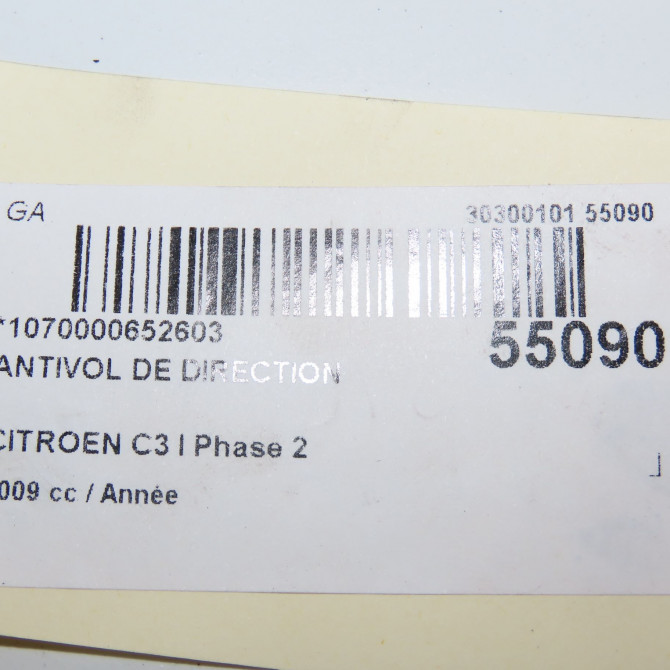 GA
30300101 55090
*1070000652603
55090
ANTIVOL DE DIRECTION
CITROEN C3 I Phase 2
009 cc / Année